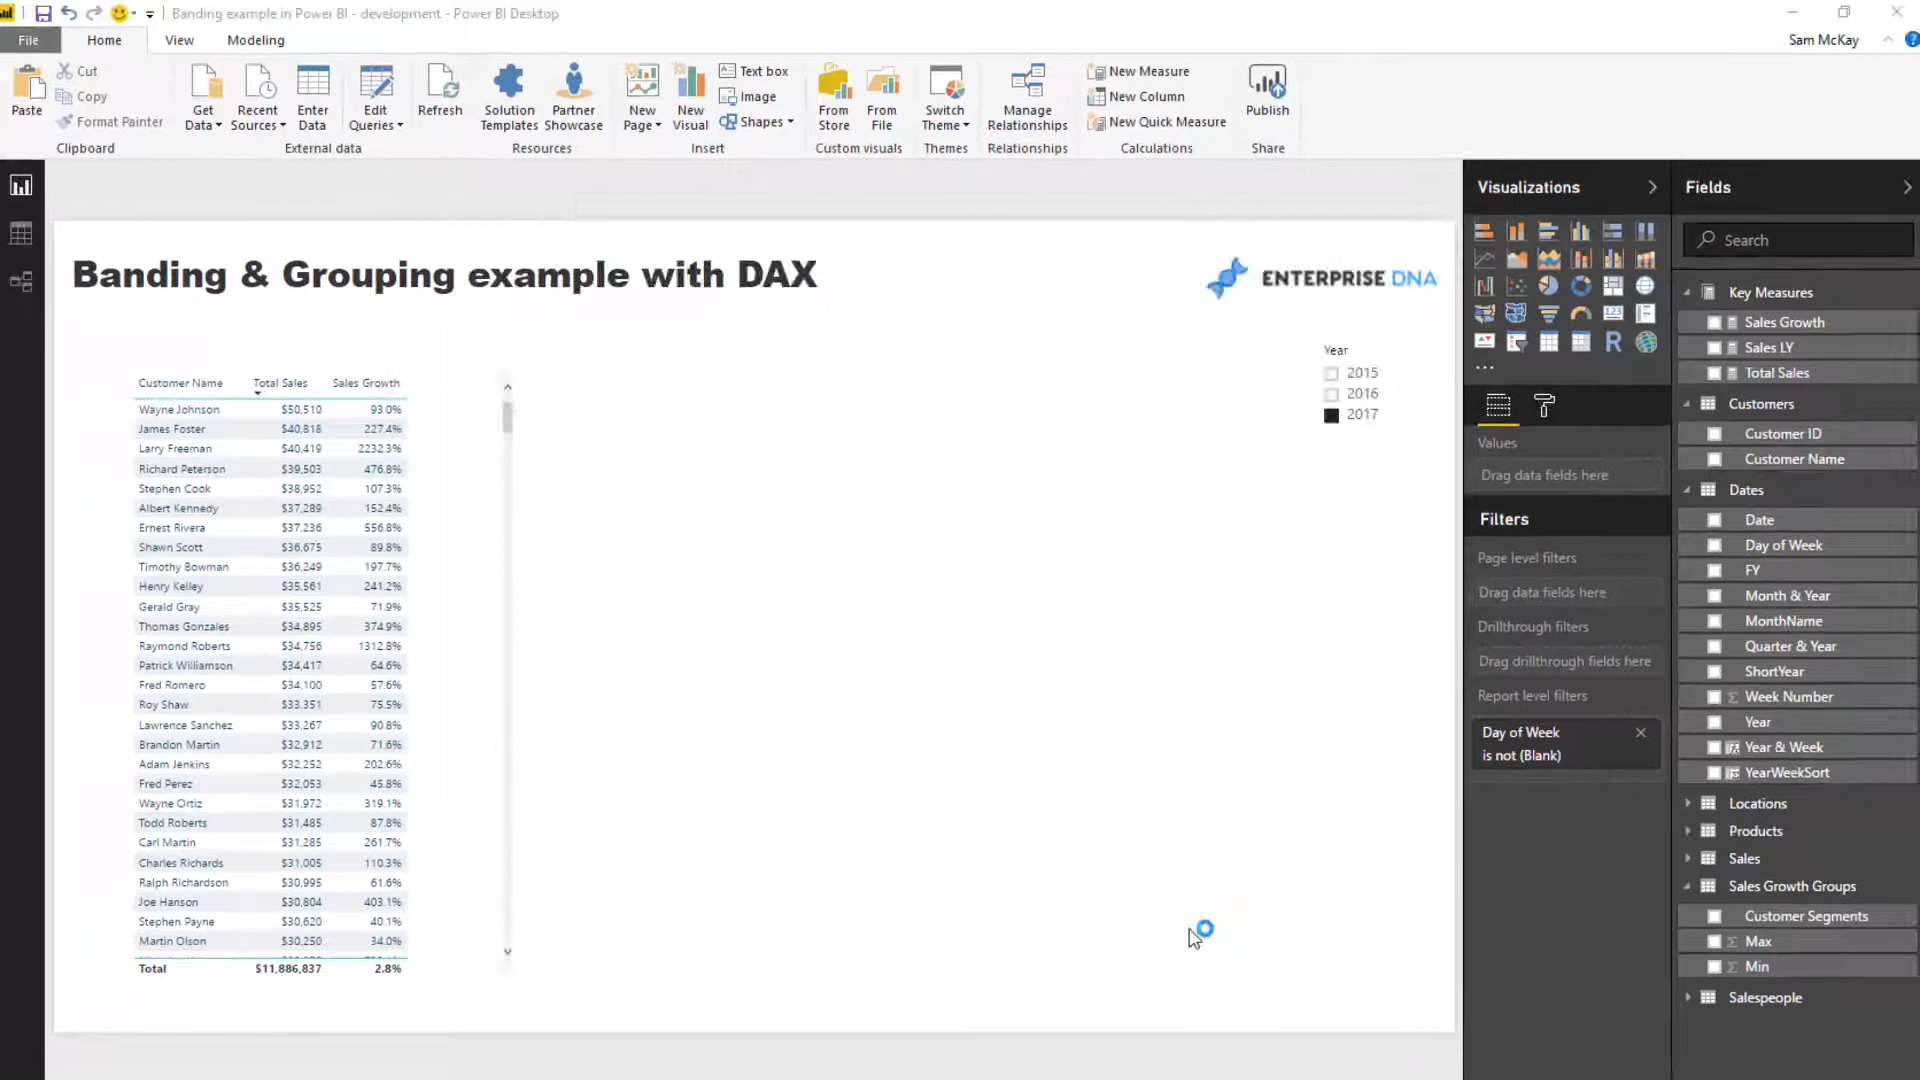 Banding example in Power BI - development - Power BI Desktop
File
Home
View
Modeling
Sam McKay
Paste
Cut
Copy
Format Painter
Clipboard
Get Data
Recent Sources
Enter Data
Edit Queries
External data
Refresh
Solution Templates
Partner Showcase
Resources
New Page
New Visual
Text box
Image
Shapes
Insert
From Store
From File
Custom visuals
Switch Theme
Themes
Manage Relationships
Relationships
New Measure
New Column
New Quick Measure
Calculations
Publish
Share
Banding & Grouping example with DAX
ENTERPRISE DNA
Year
2015
2016
2017
Customer Name Total Sales Sales Growth
Wayne Johnson $50,510 93.0%
James Foster $40,818 227.4%
Larry Freeman $40,419 2232.3%
Richard Peterson $39,503 476.8%
Stephen Cook $38,952 107.3%
Albert Kennedy $37,289 152.4%
Ernest Rivera $37,236 556.8%
Shawn Scott $36,675 89.8%
Timothy Bowman $36,249 197.7%
Henry Kelley $35,561 241.2%
Gerald Gray $35,525 71.9%
Thomas Gonzales $34,895 374.9%
Raymond Roberts $34,756 1312.8%
Patrick Williamson $34,417 64.6%
Fred Romero $34,100 57.6%
Roy Shaw $33,351 75.5%
Lawrence Sanchez $33,267 90.8%
Brandon Martin $32,912 71.6%
Adam Jenkins $32,252 202.6%
Fred Perez $32,053 45.8%
Wayne Ortiz $31,972 319.1%
Todd Roberts $31,485 87.8%
Carl Martin $31,285 261.7%
Charles Richards $31,005 110.3%
Ralph Richardson $30,995 61.6%
Joe Hanson $30,804 403.1%
Stephen Payne $30,620 40.1%
Martin Olson $30,250 34.0%
Total $11,886,837 2.8%
Visualizations
Values
Drag data fields here
Filters
Page level filters
Drag data fields here
Drillthrough filters
Drag drillthrough fields here
Report level filters
Day of Week
is not (Blank)
Fields
Search
Key Measures
Sales Growth
Sales LY
Total Sales
Customers
Customer ID
Customer Name
Dates
Date
Day of Week
FY
Month & Year
MonthName
Quarter & Year
ShortYear
Week Number
Year
Year & Week
YearWeekSort
Locations
Products
Sales
Sales Growth Groups
Customer Segments
Max
Min
Salespeople